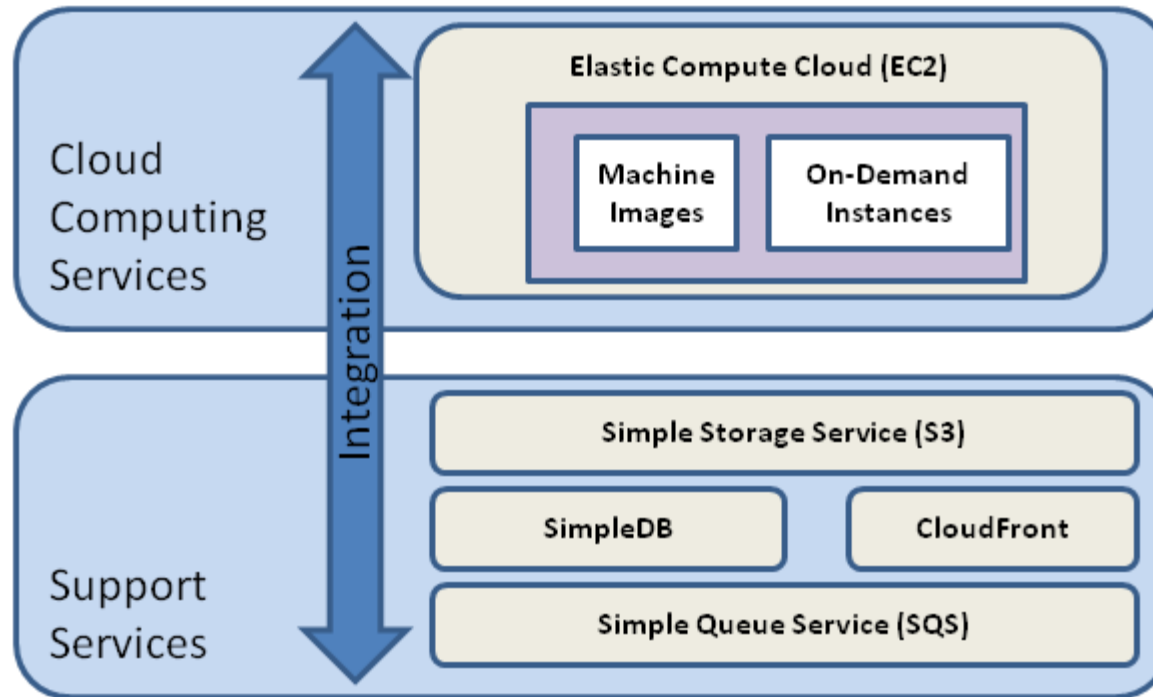 Cloud
Computing
Services
Integration
Elastic Compute Cloud (EC2)
Machine
Images
On-Demand
Instances
Support
Services
Simple Storage Service (S3)
SimpleDB
CloudFront
Simple Queue Service (SQS)